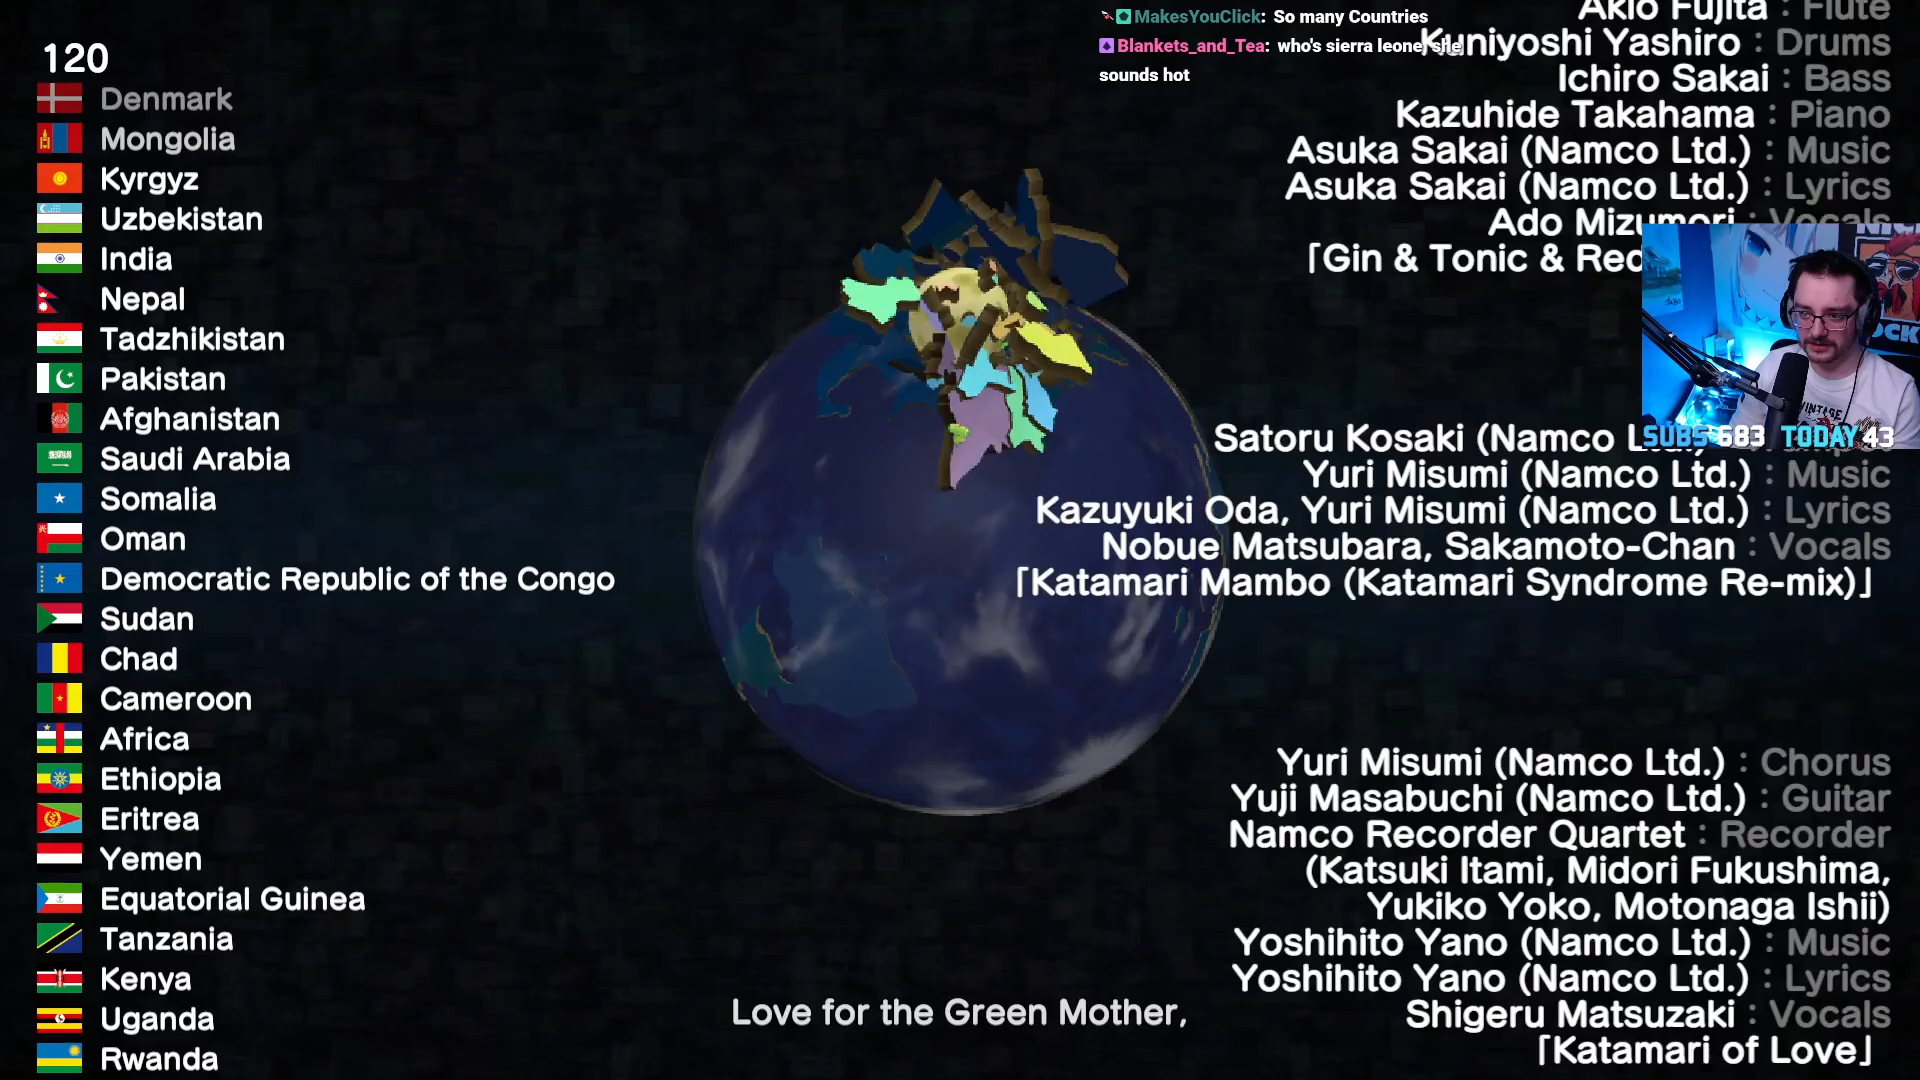 120
Denmark
Mongolia
Kyrgyz
Uzbekistan
India
Nepal
Tadzhikistan
Pakistan
Afghanistan
Saudi Arabia
Somalia
Oman
Democratic Republic of the Congo
Sudan
Chad
Cameroon
Africa
Ethiopia
Eritrea
Yemen
Equatorial Guinea
Tanzania
Kenya
Uganda
Rwanda
MakesYouClick: So many Countries
Blankets_and_Tea: who's sierra leone, she
sounds hot
Akio Fujita : Flute
Kuniyoshi Yashiro : Drums
Ichiro Sakai : Bass
Kazuhide Takahama : Piano
Asuka Sakai (Namco Ltd.) : Music
Asuka Sakai (Namco Ltd.) : Lyrics
Ado Mizumori : Vocals
「Gin & Tonic & Red
SUBS 683 TODAY 43
VINTAGE
Satoru Kosaki (Namco
Yuri Misumi (Namco Ltd.) : Music
Kazuyuki Oda, Yuri Misumi (Namco Ltd.) : Lyrics
Nobue Matsubara, Sakamoto-Chan : Vocals
「Katamari Mambo (Katamari Syndrome Re-mix)」
Yuri Misumi (Namco Ltd.) : Chorus
Yuji Masabuchi (Namco Ltd.) : Guitar
Namco Recorder Quartet : Recorder
(Katsuki Itami, Midori Fukushima,
Yukiko Yoko, Motonaga Ishii)
Yoshihito Yano (Namco Ltd.) : Music
Yoshihito Yano (Namco Ltd.) : Lyrics
Shigeru Matsuzaki : Vocals
「Katamari of Love」
Love for the Green Mother,